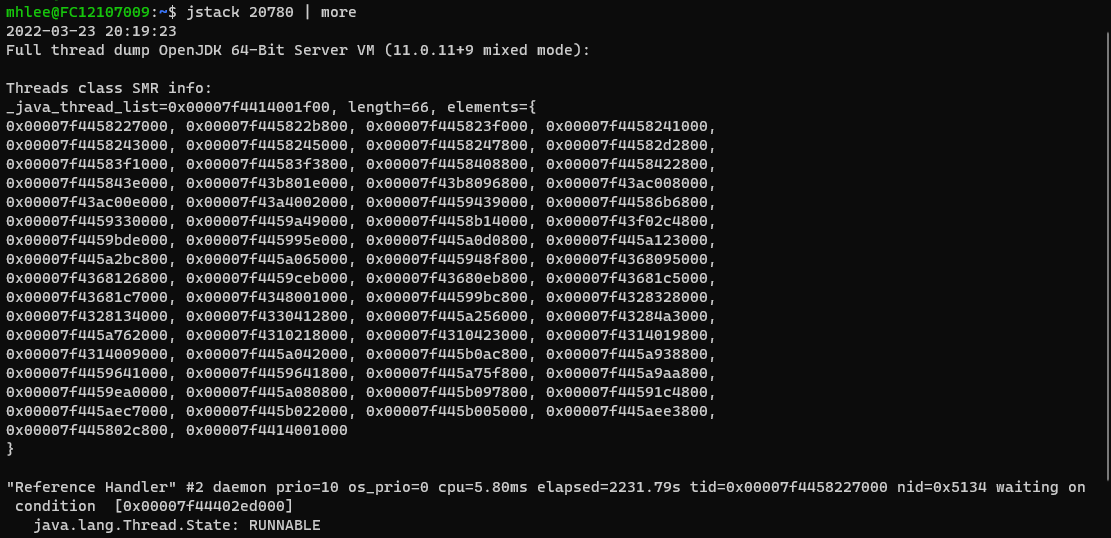 mhlee@FC12107009:~$ jstack 20780 | more
2022-03-23 20:19:23
Full thread dump OpenJDK 64-Bit Server VM (11.0.11+9 mixed mode):
Threads class SMR info:
_java_thread_list=0x00007f4414001f00, length=66, elements={
0x00007f4458227000, 0x00007f445822b800, 0x00007f445823f000, 0x00007f4458241000,
0x00007f4458243000, 0x00007f4458245000, 0x00007f4458247800, 0x00007f44582d2800,
0x00007f44583f1000, 0x00007f44583f3800, 0x00007f4458408800, 0x00007f4458422800,
0x00007f445843e000, 0x00007f43b801e000, 0x00007f43b8096800, 0x00007f43ac008000,
0x00007f43ac00e000, 0x00007f43a4002000, 0x00007f4459439000, 0x00007f44586b6800,
0x00007f4459330000, 0x00007f4459a49000, 0x00007f4458b14000, 0x00007f43f02c4800,
0x00007f4459bde000, 0x00007f445995e000, 0x00007f445a0d0800, 0x00007f445a123000,
0x00007f445a2bc800, 0x00007f445a065000, 0x00007f445948f800, 0x00007f4368095000,
0x00007f4368126800, 0x00007f4459ceb000, 0x00007f43680eb800, 0x00007f43681c5000,
0x00007f43681c7000, 0x00007f4348001000, 0x00007f44599bc800, 0x00007f4328328000,
0x00007f4328134000, 0x00007f4330412800, 0x00007f445a256000, 0x00007f43284a3000,
0x00007f445a762000, 0x00007f4310218000, 0x00007f4310423000, 0x00007f4314019800,
0x00007f4314009000, 0x00007f445a042000, 0x00007f445b0ac800, 0x00007f445a938800,
0x00007f4459641000, 0x00007f4459641800, 0x00007f445a75f800, 0x00007f445a9aa800,
0x00007f4459ea0000, 0x00007f445a080800, 0x00007f445b097800, 0x00007f44591c4800,
0x00007f445aec7000, 0x00007f445b022000, 0x00007f445b005000, 0x00007f445aee3800,
0x00007f445802c800, 0x00007f4414001000
}
"Reference Handler" #2 daemon prio=10 os_prio=0 cpu=5.80ms elapsed=2231.79s tid=0x00007f4458227000 nid=0x5134 waiting on
condition  [0x00007f44402ed000]
java.lang.Thread.State: RUNNABLE